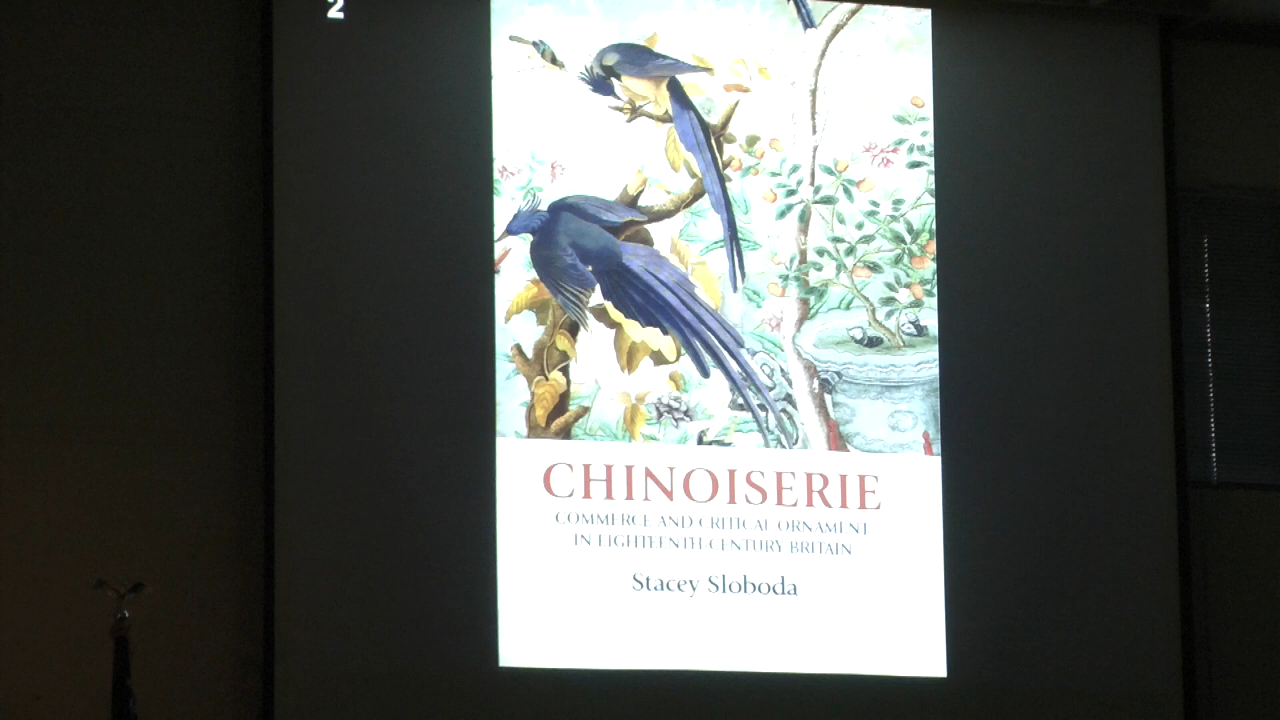 2
CHINOISERIE
COMMERCE AND CRITICAL ORNAMENT
IN EIGHTEENTH-CENTURY BRITAIN
Stacey Sloboda